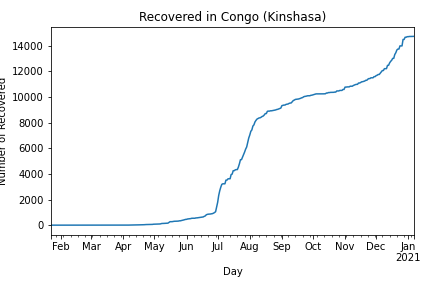 Recovered in Congo (Kinshasa)
14000
12000
10000
8000
6000
4000
2000
0
Number of Recovered
Feb Mar Apr May Jun Jul Aug Sep Oct Nov Dec Jan
2021
Day